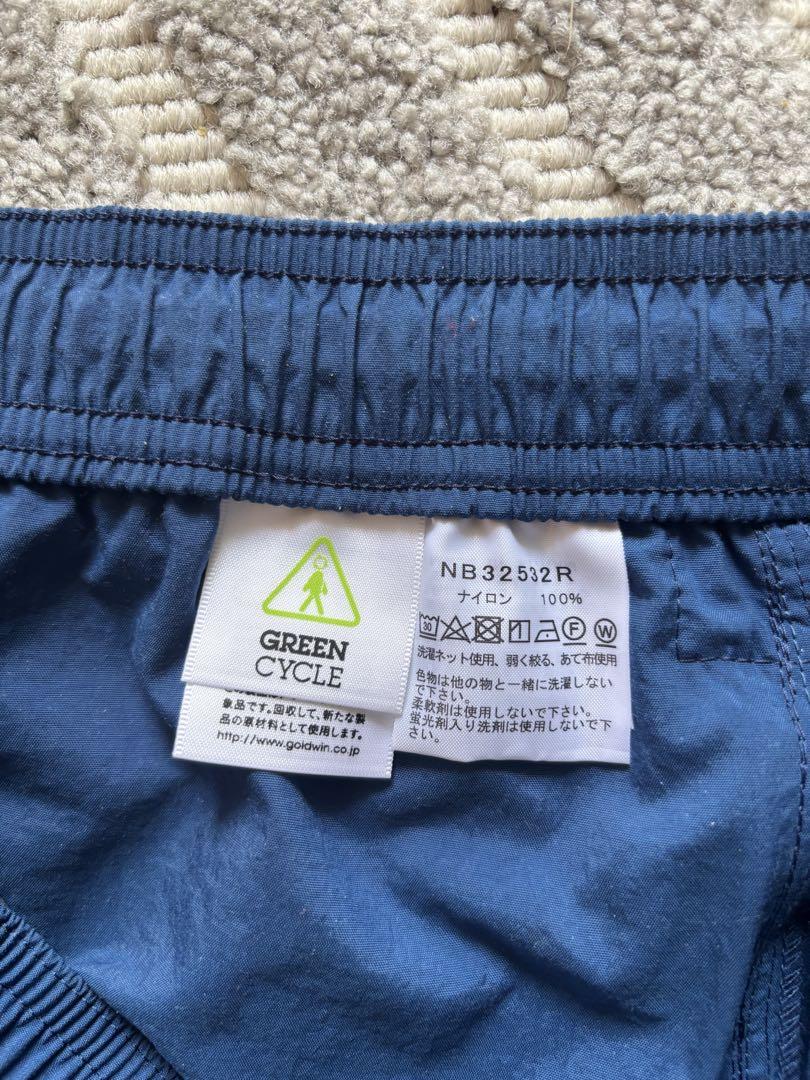 GREEN
CYCLE
象品です。回収して、新たな製
品の原材料として使用します。
http://www.goldwin.co.jp
NB32532R
ナイロン 100%
30
F
W
洗濯ネット使用、弱く絞る、あて布使用
色物は他の物と一緒に洗濯しない
で下さい。
柔軟剤は使用しないで下さい。
蛍光剤入り洗剤は使用しないで下
さい。